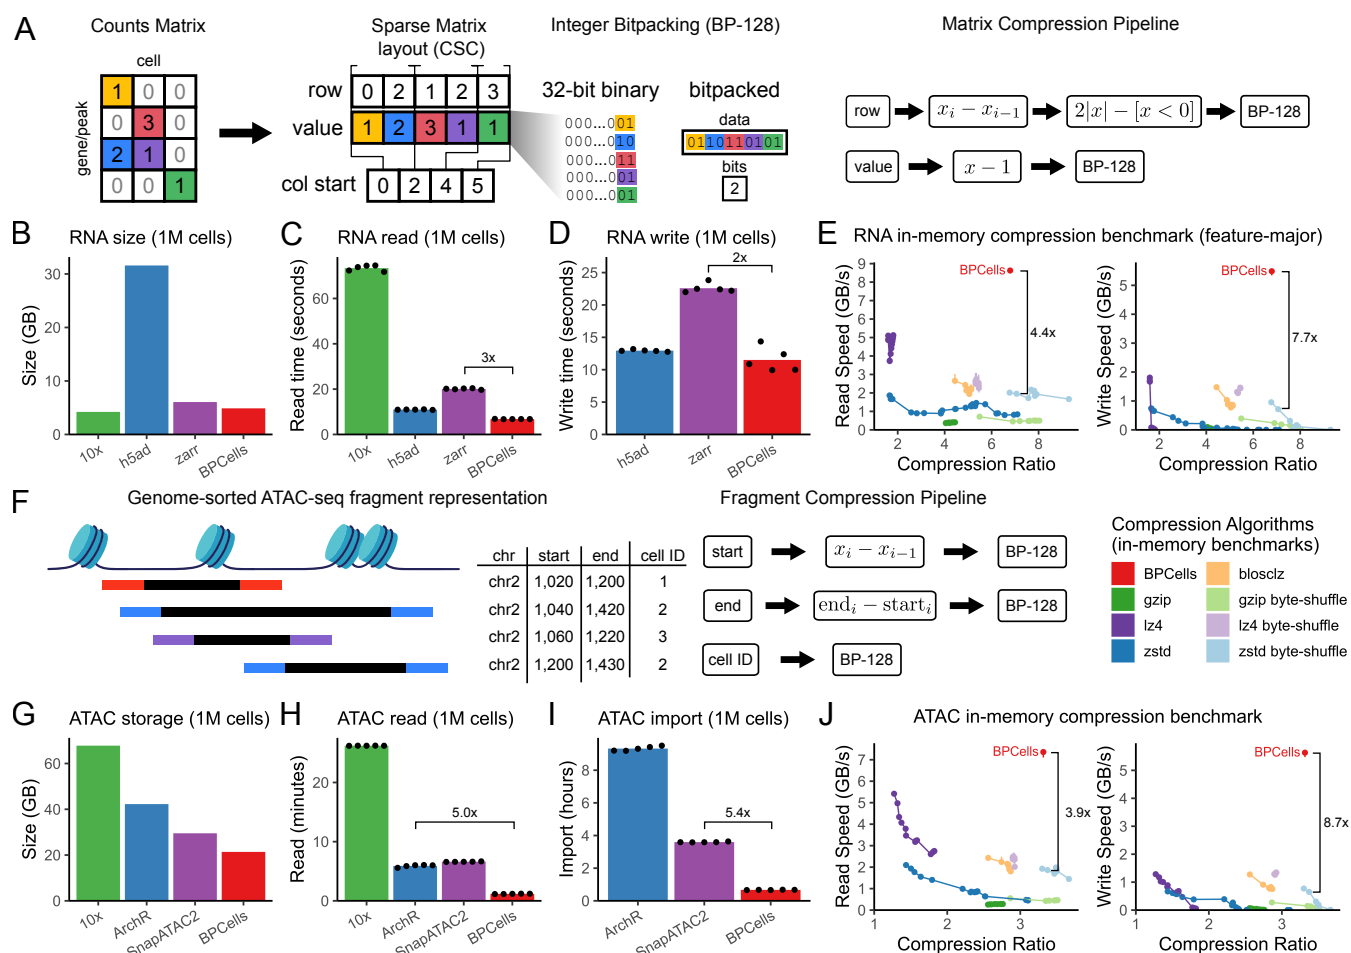 A
Counts Matrix
cell
gene/peak
1 0 0
0 3 0
2 1 0
0 0 1
Sparse Matrix
layout (CSC)
row 0 2 1 2 3
value 1 2 3 1 1
col start 0 2 4 5
Integer Bitpacking (BP-128)
32-bit binary
000...001
000...010
000...011
000...001
000...001
bitpacked
data
0110110101
bits
2
Matrix Compression Pipeline
row x_i − x_{i−1} 2|x| − [x < 0] BP-128
value x − 1 BP-128
B
RNA size (1M cells)
Size (GB)
30
20
10
0
10x h5ad zarr BPCells
C
RNA read (1M cells)
Read time (seconds)
60
40
20
0
3x
10x h5ad zarr BPCells
D
RNA write (1M cells)
Write time (seconds)
25
20
15
10
5
0
2x
h5ad zarr BPCells
E
RNA in-memory compression benchmark (feature-major)
Read Speed (GB/s)
9
8
7
6
5
4
3
2
1
0
BPCells
4.4x
2 4 6 8
Compression Ratio
Write Speed (GB/s)
5
4
3
2
1
0
BPCells
7.7x
2 4 6 8
Compression Ratio
F
Genome-sorted ATAC-seq fragment representation
chr start end cell ID
chr2 1,020 1,200 1
chr2 1,040 1,420 2
chr2 1,060 1,220 3
chr2 1,200 1,430 2
Fragment Compression Pipeline
start x_i − x_{i−1} BP-128
end end_i − start_i BP-128
cell ID BP-128
Compression Algorithms
(in-memory benchmarks)
BPCells
gzip
lz4
zstd
blosclz
gzip byte-shuffle
lz4 byte-shuffle
zstd byte-shuffle
G
ATAC storage (1M cells)
Size (GB)
60
40
20
0
10x ArchR SnapATAC2 BPCells
H
ATAC read (1M cells)
Read (minutes)
20
10
0
5.0x
10x ArchR SnapATAC2 BPCells
I
ATAC import (1M cells)
Import (hours)
8
6
4
2
0
5.4x
ArchR SnapATAC2 BPCells
J
ATAC in-memory compression benchmark
Read Speed (GB/s)
7
6
5
4
3
2
1
0
BPCells
3.9x
1 2 3
Compression Ratio
Write Speed (GB/s)
5
4
3
2
1
0
BPCells
8.7x
1 2 3
Compression Ratio